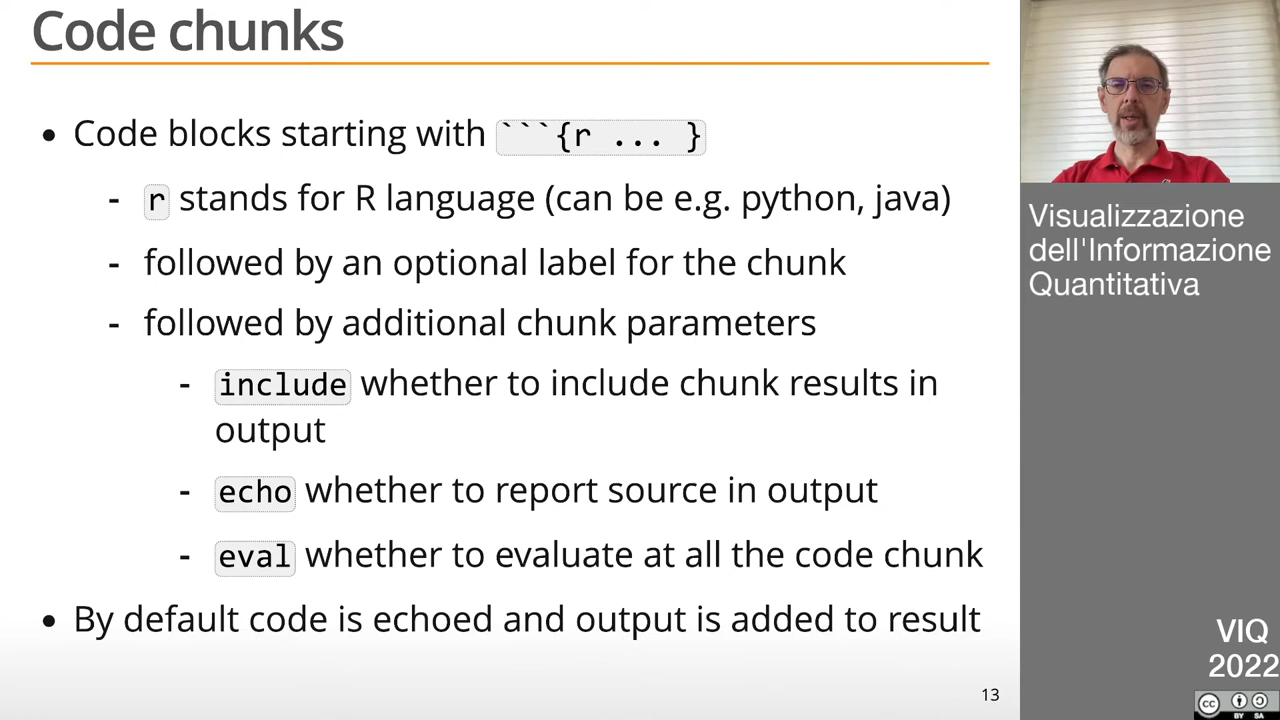 Code chunks
• Code blocks starting with ```{r ... }
- r stands for R language (can be e.g. python, java)
- followed by an optional label for the chunk
- followed by additional chunk parameters
- include whether to include chunk results in
output
- echo whether to report source in output
- eval whether to evaluate at all the code chunk
• By default code is echoed and output is added to result
13
Visualizzazione
dell'Informazione
Quantitativa
VIQ
2022
cc
BY SA